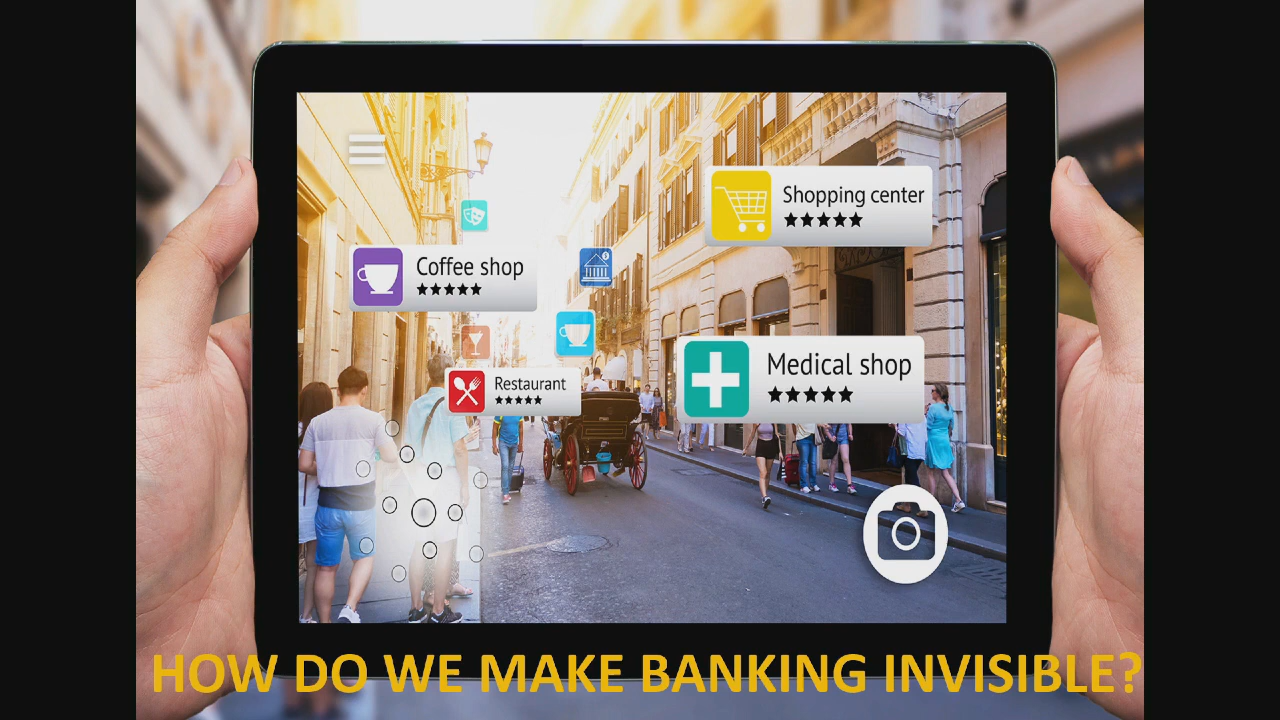 Shopping center
★★★★★
Coffee shop
★★★★★
Medical shop
★★★★★
Restaurant
★★★★★
HOW DO WE MAKE BANKING INVISIBLE?